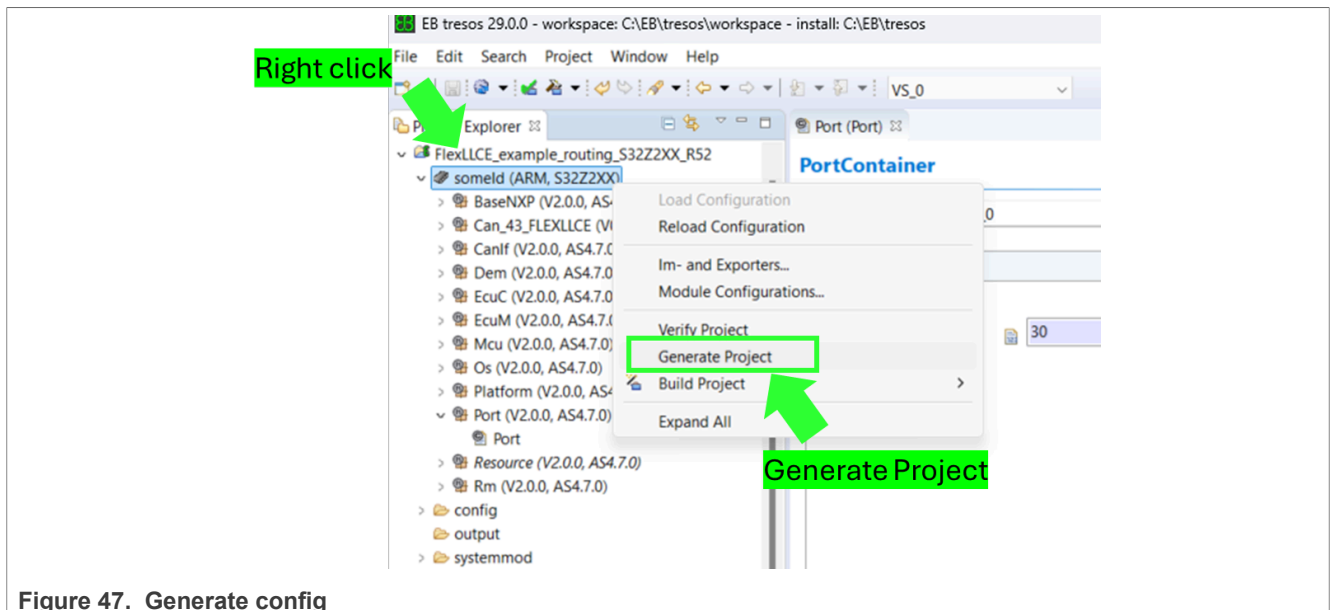 EB tresos 29.0.0 - workspace: C:\EB\tresos\workspace - install: C:\EB\tresos
File Edit Search Project Window Help
Right click
VS_0
Explorer
Port (Port)
FlexLLCE_example_routing_S32Z2XX_R52
PortContainer
someId (ARM, S32Z2XX)
BaseNXP (V2.0.0, AS
Load Configuration
Can_43_FLEXLLCE
Reload Configuration
CanIf (V2.0.0, AS4.7.0
Im- and Exporters...
Dem (V2.0.0, AS4.7.0
Module Configurations...
EcuC (V2.0.0, AS4.7.0
EcuM (V2.0.0, AS4.7.
Verify Project
30
Mcu (V2.0.0, AS4.7.0)
Generate Project
Os (V2.0.0, AS4.7.0)
Build Project
Platform (V2.0.0, AS4
Port (V2.0.0, AS4.7.0)
Expand All
Port
Resource (V2.0.0, AS4.7.0)
Generate Project
Rm (V2.0.0, AS4.7.0)
config
output
systemmod
Figure 47. Generate config